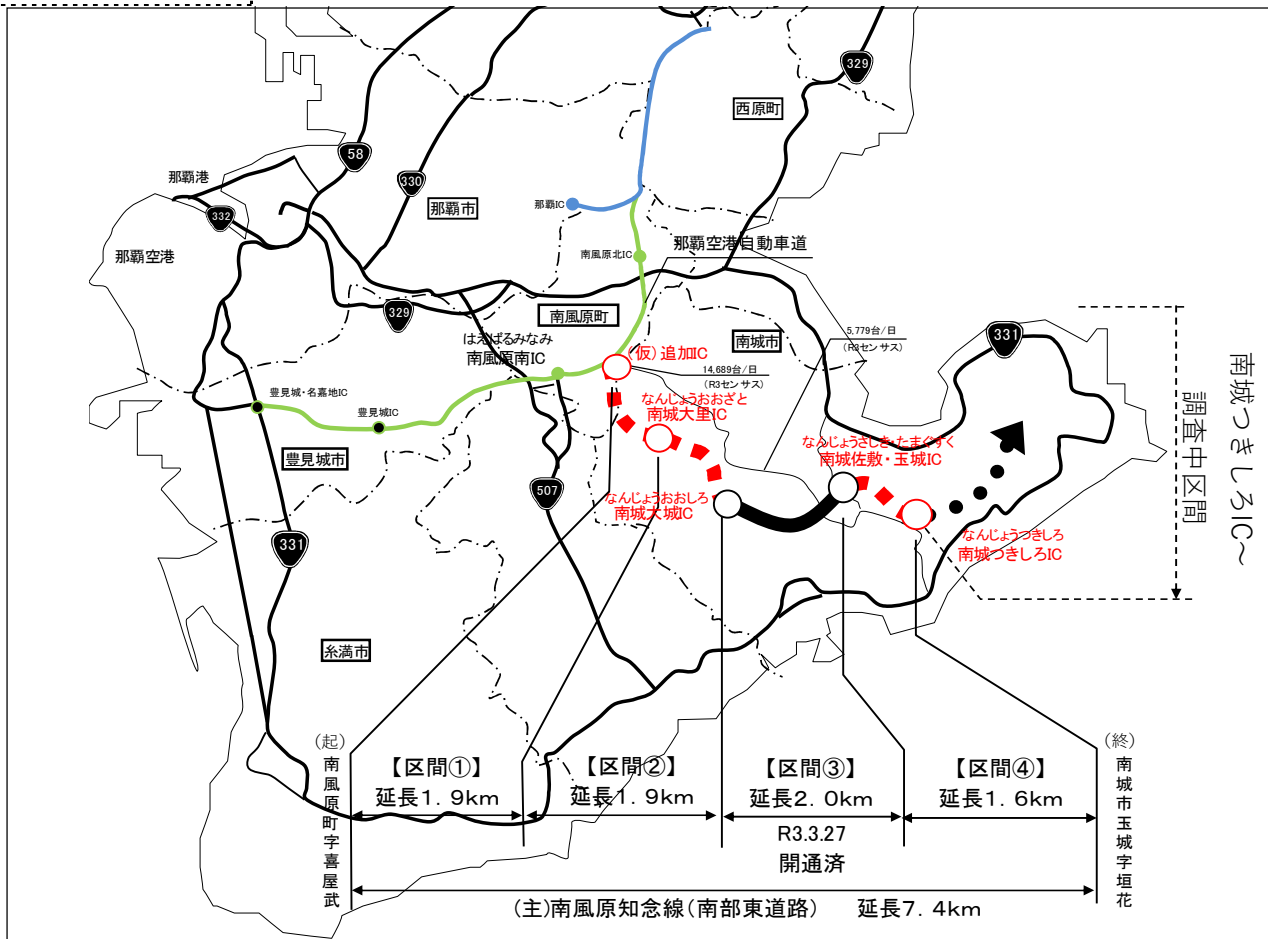 329
西原町
58
那覇港
330
332
那覇市
那覇IC
那覇空港
南風原北IC
那覇空港自動車道
329
南風原町
南城市
5,779台/日
(R3センサス)
331
はえばるみなみ
南風原南IC
(仮)追加IC
14,689台/日
(R3センサス)
豊見城・名嘉地IC
豊見城IC
なんじょうおおざと
南城大里IC
なんじょうさしき・たまぐすく
南城佐敷・玉城IC
豊見城市
507
なんじょうおおしろ
南城大城IC
なんじょうつきしろ
南城つきしろIC
南城つきしろIC~
調査中区間
331
糸満市
(起)
南風原町字喜屋武
【区間①】
延長1.9km
【区間②】
延長1.9km
【区間③】
延長2.0km
R3.3.27
開通済
【区間④】
延長1.6km
(終)
南城市玉城字垣花
(主)南風原知念線(南部東道路) 延長7.4km